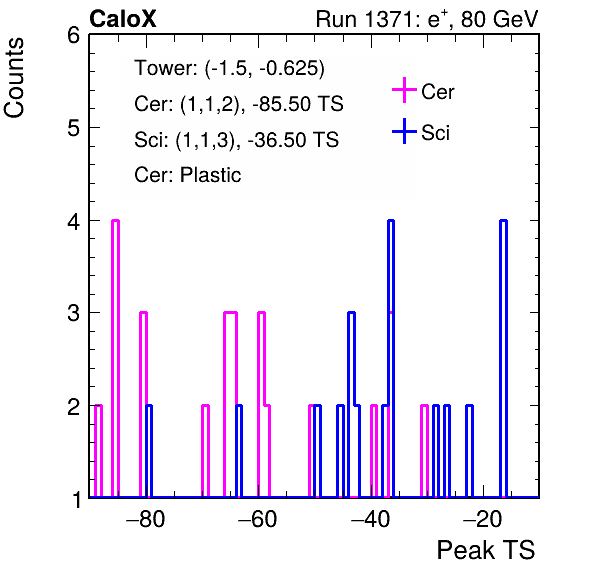 CaloX Run 1371: e⁺, 80 GeV
Counts
Tower: (-1.5, -0.625)
Cer: (1,1,2), -85.50 TS
Sci: (1,1,3), -36.50 TS
Cer: Plastic
Cer
Sci
6
5
4
3
2
1
−80 −60 −40 −20
Peak TS